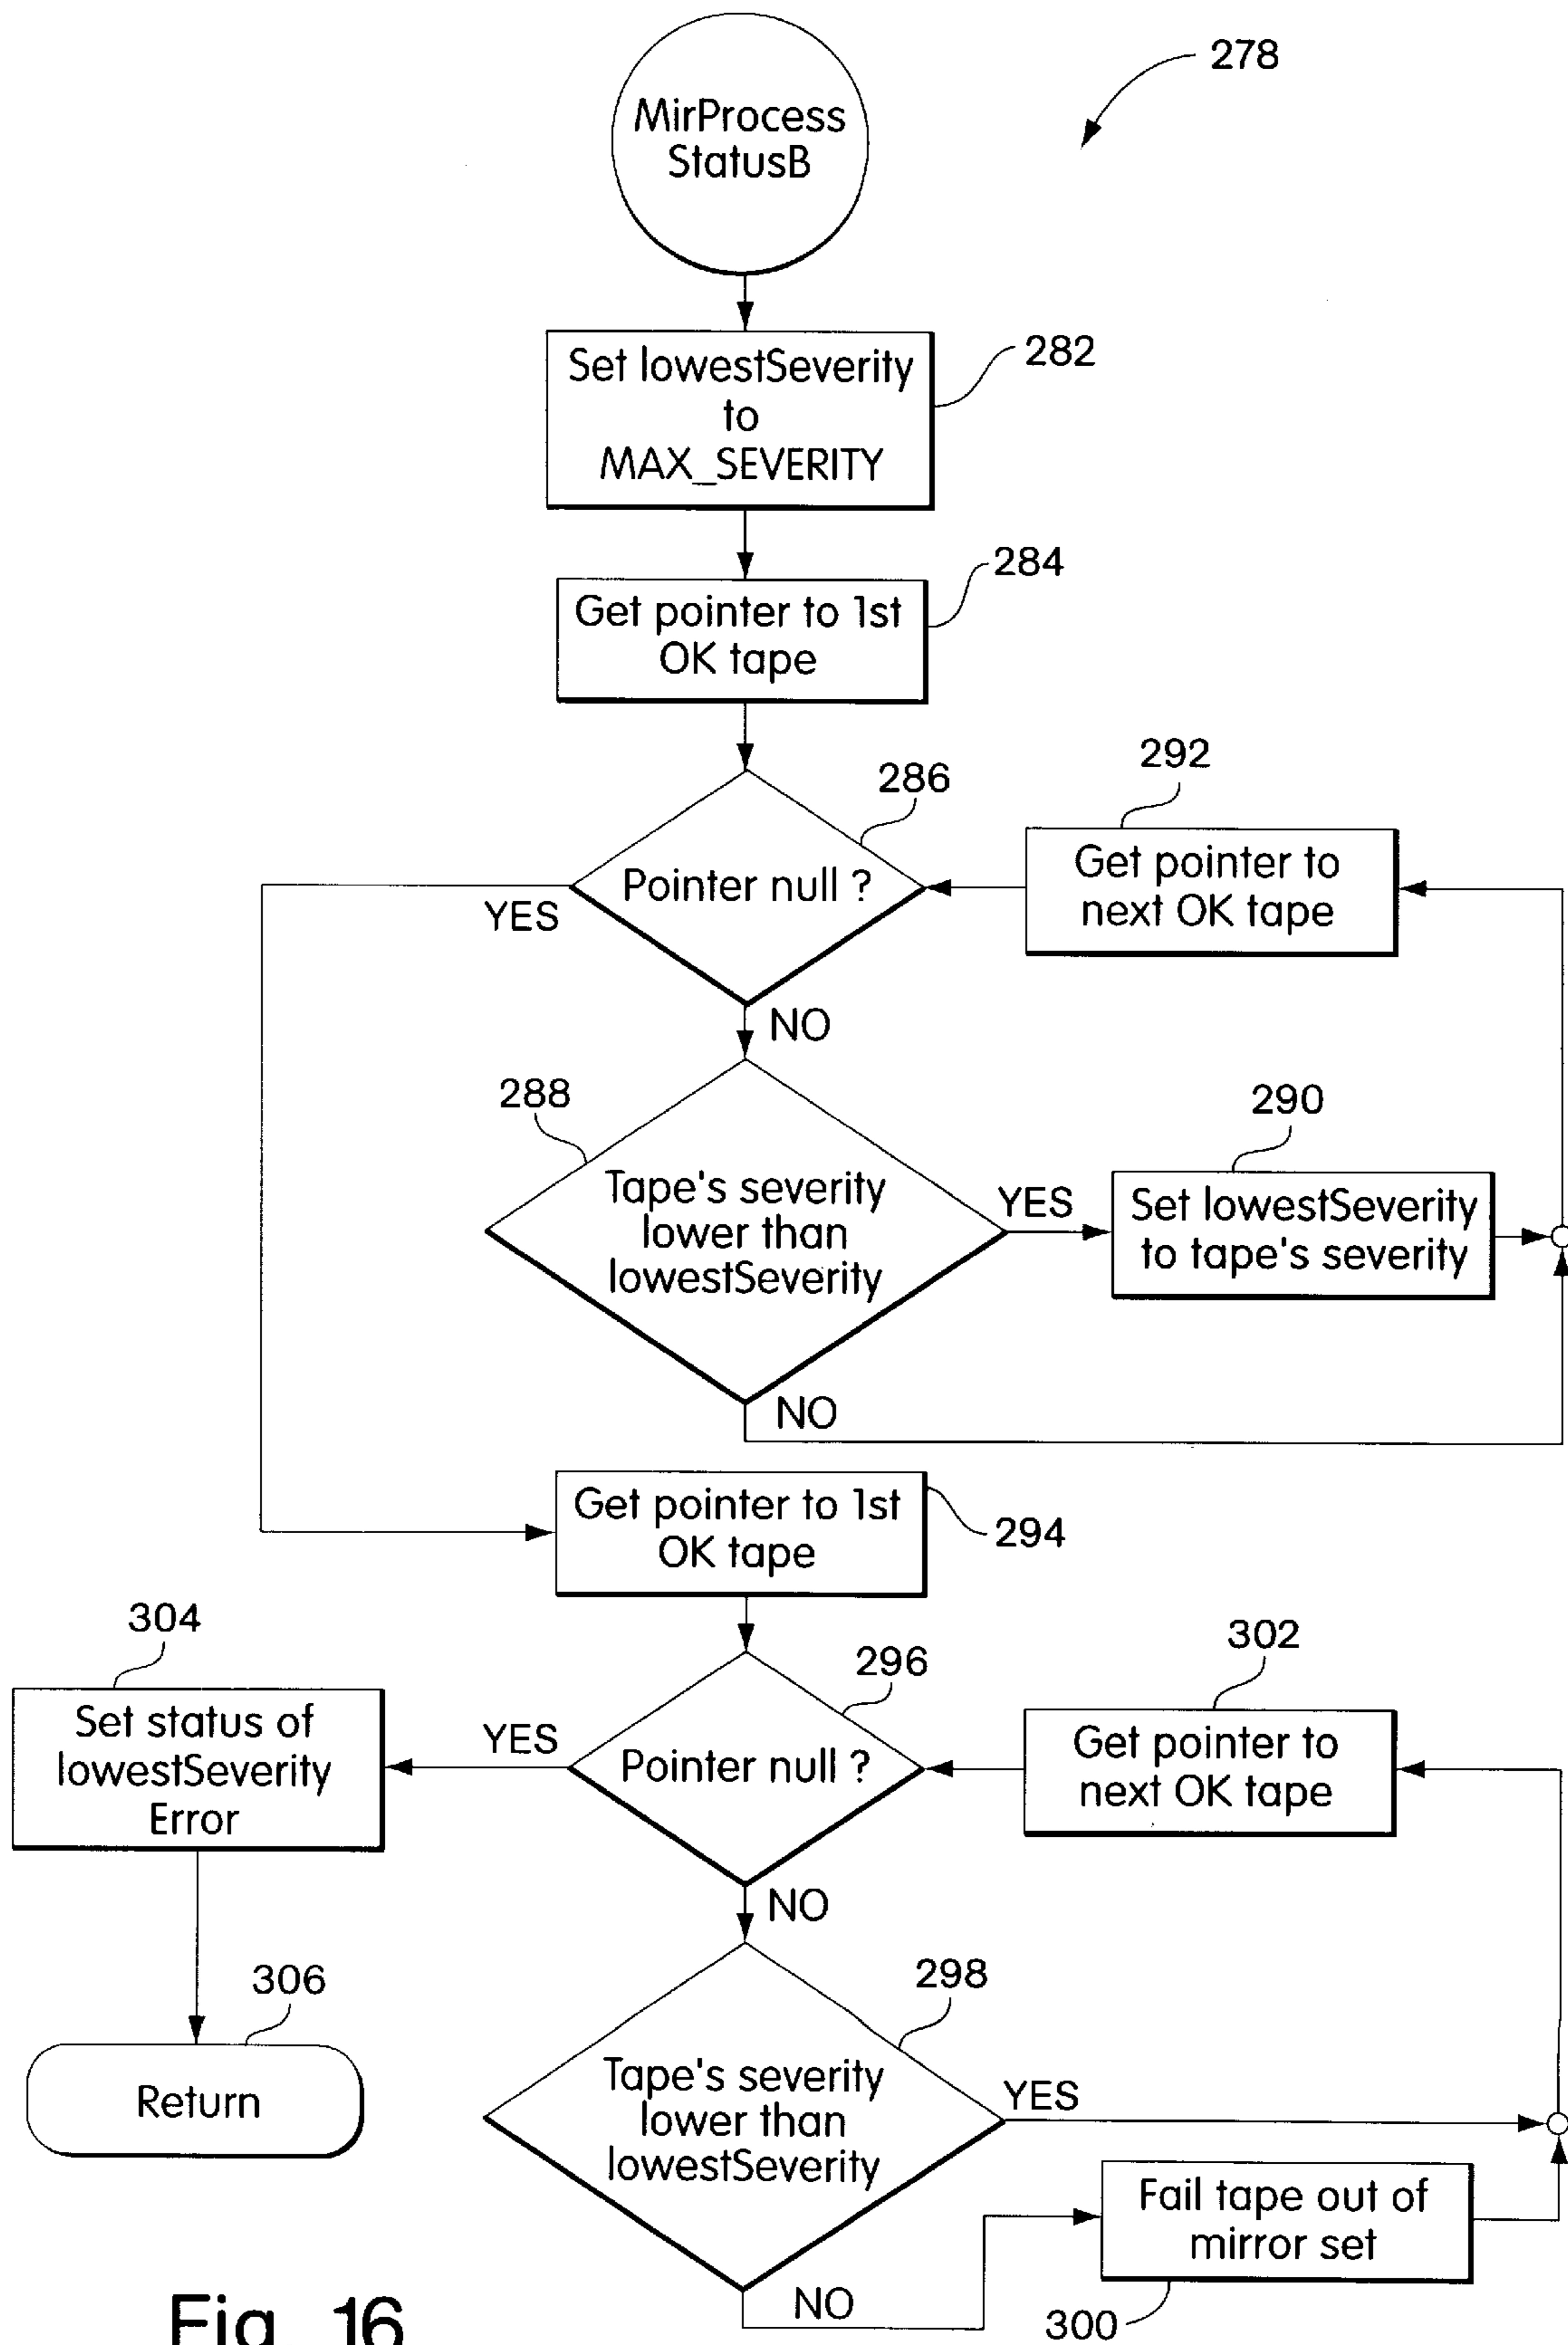 MirProcess
StatusB
278
Set lowestSeverity
to
MAX_SEVERITY
282
Get pointer to 1st
OK tape
284
Pointer null ?
286
YES
NO
Get pointer to
next OK tape
292
Tape's severity
lower than
lowestSeverity
288
YES
NO
Set lowestSeverity
to tape's severity
290
Get pointer to 1st
OK tape
294
Pointer null ?
296
YES
NO
Set status of
lowestSeverity
Error
304
Get pointer to
next OK tape
302
Return
306
Tape's severity
lower than
lowestSeverity
298
YES
NO
Fail tape out of
mirror set
300
Fig. 16